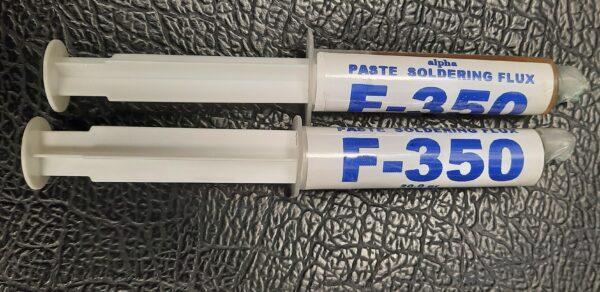 alpha
PASTE SOLDERING FLUX
F-350
PASTE SOLDERING FLUX
F-350